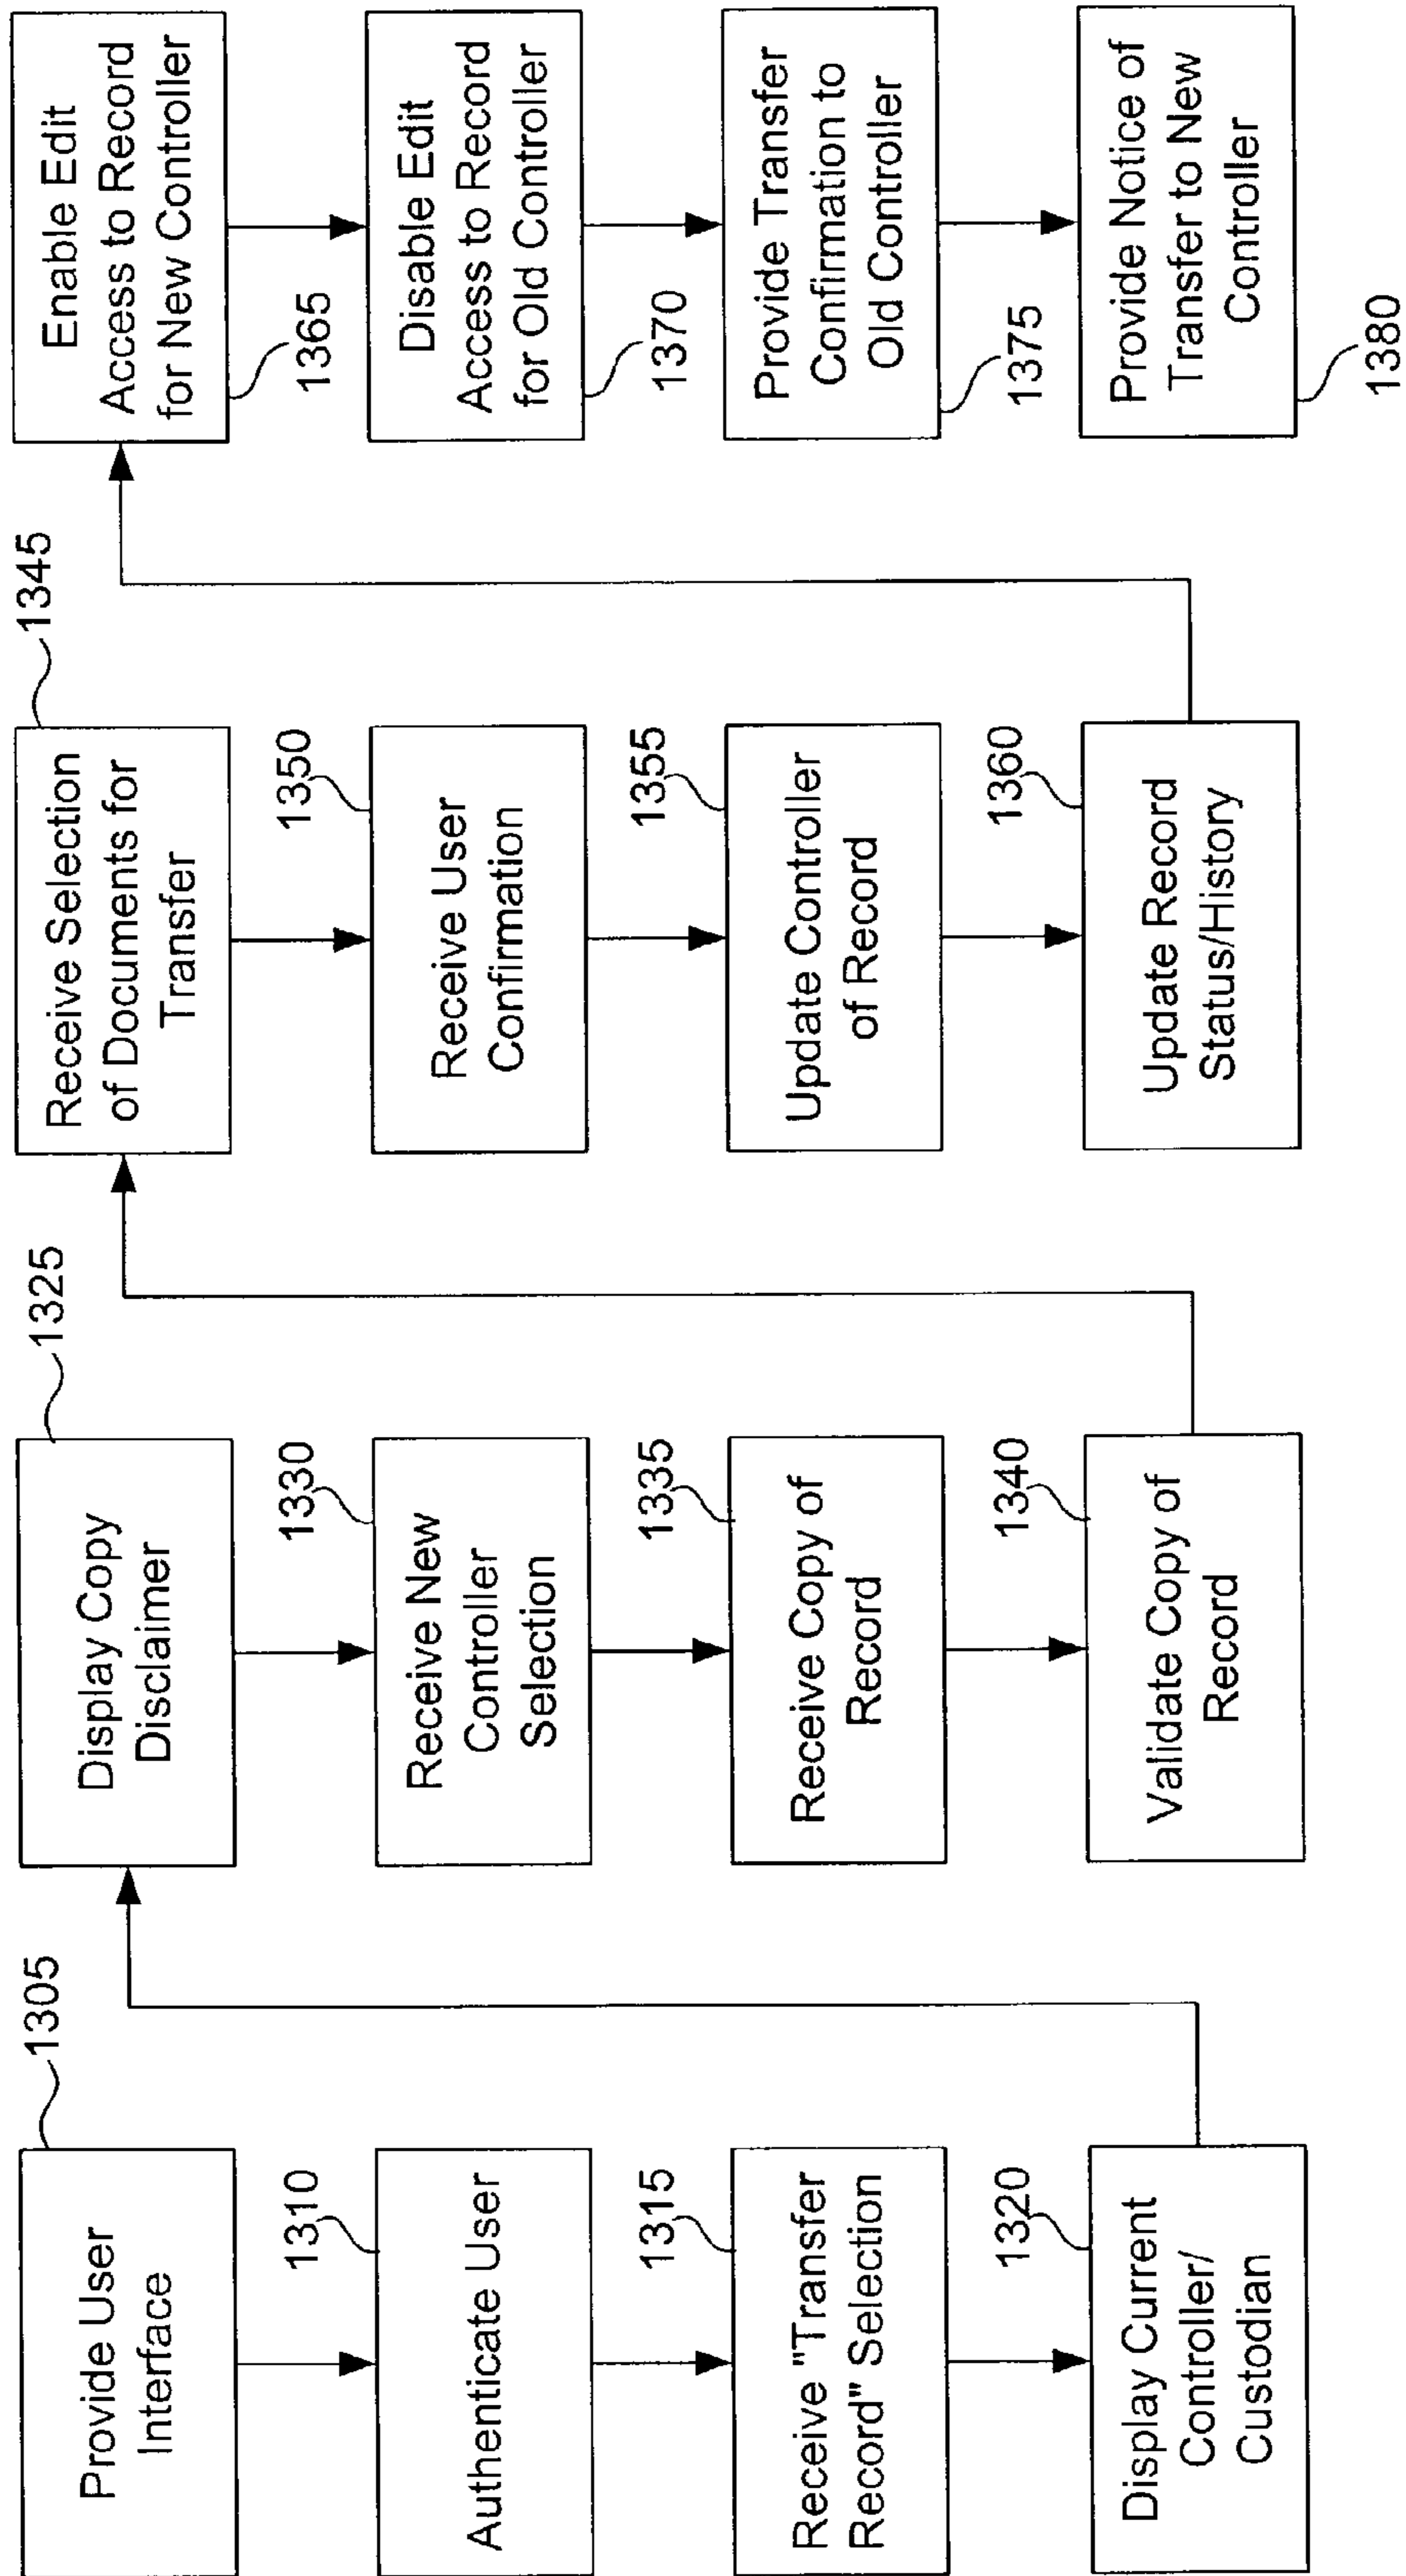 Provide User
Interface
1305
Authenticate User
1310
Receive "Transfer
Record" Selection
1315
Display Current
Controller/
Custodian
1320
Display Copy
Disclaimer
1325
Receive New
Controller
Selection
1330
Receive Copy of
Record
1335
Validate Copy of
Record
1340
Receive Selection
of Documents for
Transfer
1345
Receive User
Confirmation
1350
Update Controller
of Record
1355
Update Record
Status/History
1360
Enable Edit
Access to Record
for New Controller
1365
Disable Edit
Access to Record
for Old Controller
1370
Provide Transfer
Confirmation to
Old Controller
1375
Provide Notice of
Transfer to New
Controller
1380